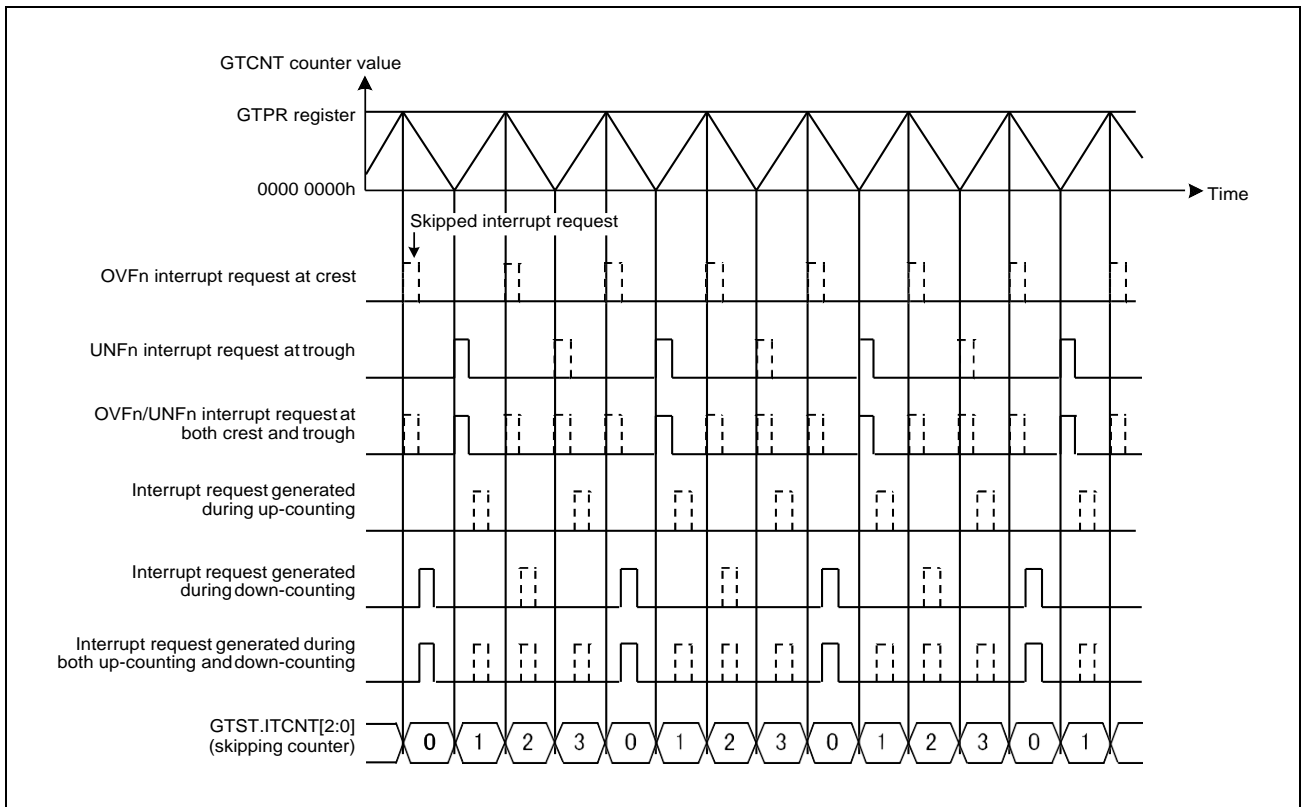 GTCNT counter value
GTPR register
0000 0000h
Time
Skipped interrupt request
OVFn interrupt request at crest
UNFn interrupt request at trough
OVFn/UNFn interrupt request at
both crest and trough
Interrupt request generated
during up-counting
Interrupt request generated
during down-counting
Interrupt request generated during
both up-counting and down-counting
GTST.ITCNT[2:0]
(skipping counter)
0 1 2 3 0 1 2 3 0 1 2 3 0 1